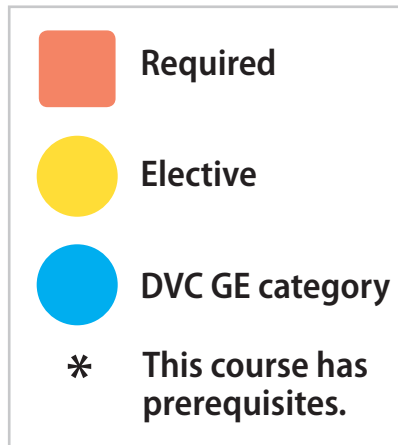 Required
Elective
DVC GE category
* This course has
prerequisites.